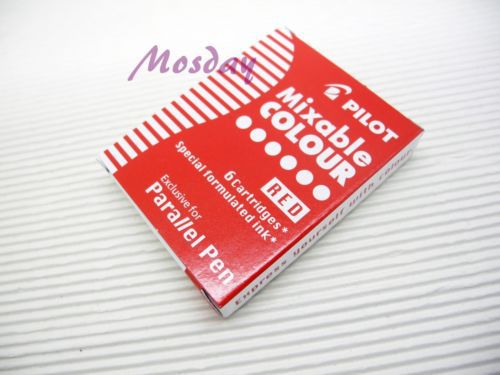 Mosday
PILOT
Mixable
COLOUR
RED
6 Cartridges*
Special formulated ink*
Exclusive for
Parallel Pen
Express yourself with colour